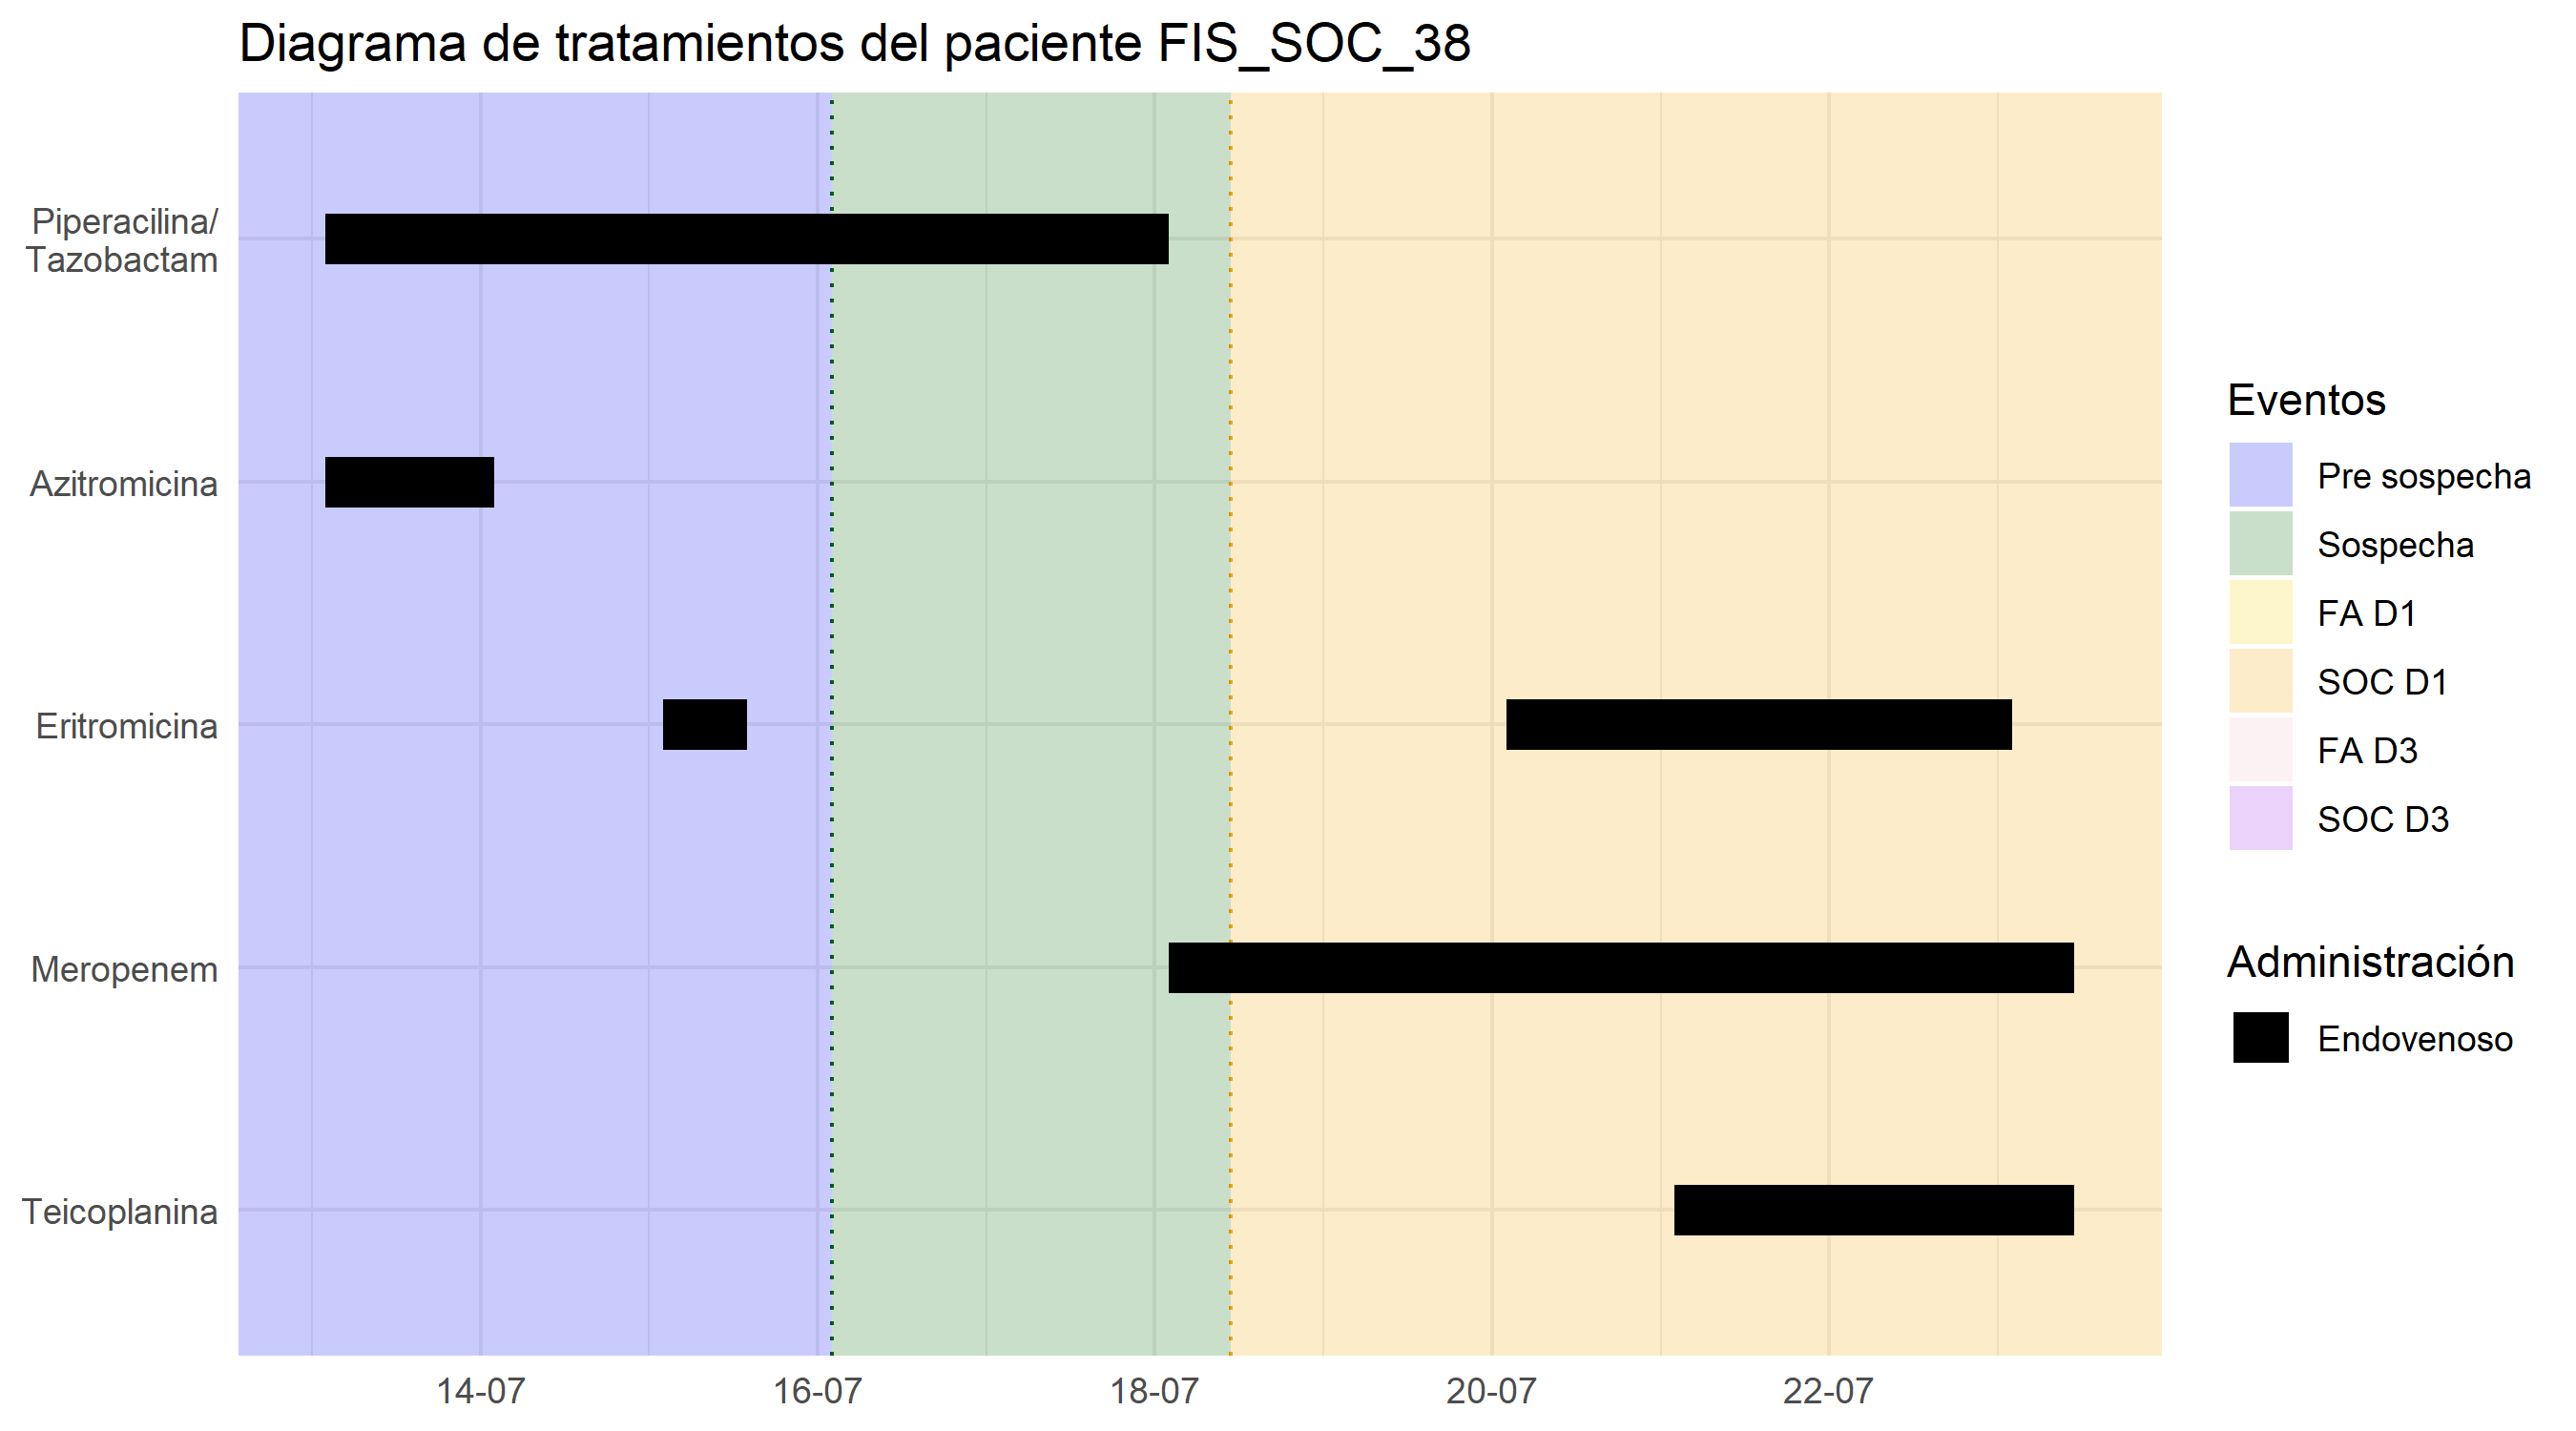 Diagrama de tratamientos del paciente FIS_SOC_38
Piperacilina/
Tazobactam
Azitromicina
Eritromicina
Meropenem
Teicoplanina
14-07
16-07
18-07
20-07
22-07
Eventos
Pre sospecha
Sospecha
FA D1
SOC D1
FA D3
SOC D3
Administración
Endovenoso